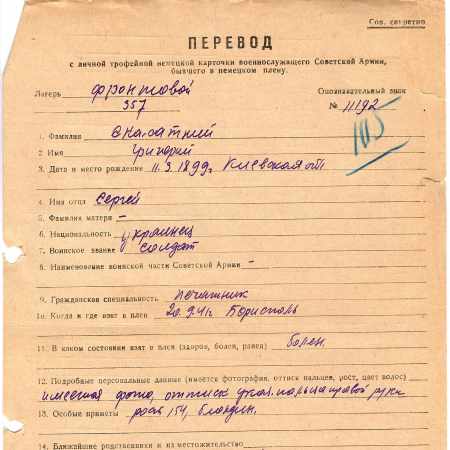 Сов. секретно
ПЕРЕВОД
с личной трофейной немецкой карточки военнослужащего Советской Армии,
бывшего в немецком плену.
Лагерь фронтовой Опознавательный знак
357 № 11192
105
1. Фамилия
2. Имя Григорий
3. Дата и место рождения 11.3.1899, Киевская обл
4. Имя отца Сергей
5. Фамилия матери –
6. Национальность украинец
7. Воинское звание солдат
8. Наименование воинской части Советской Армии –
9. Гражданская специальность печатник
10. Когда и где взят в плен 20.9.41г Борисполь
11. В каком состоянии взят в плен (здоров, болен, ранен) болен.
12. Подробные персональные данные (имеется фотография, оттиск пальцев, рост, цвет волос)
имеется фото, оттиск указ. пальца правой руки
13. Особые приметы рост 154, блондин.
14. Ближайшие родственники и их местожительство